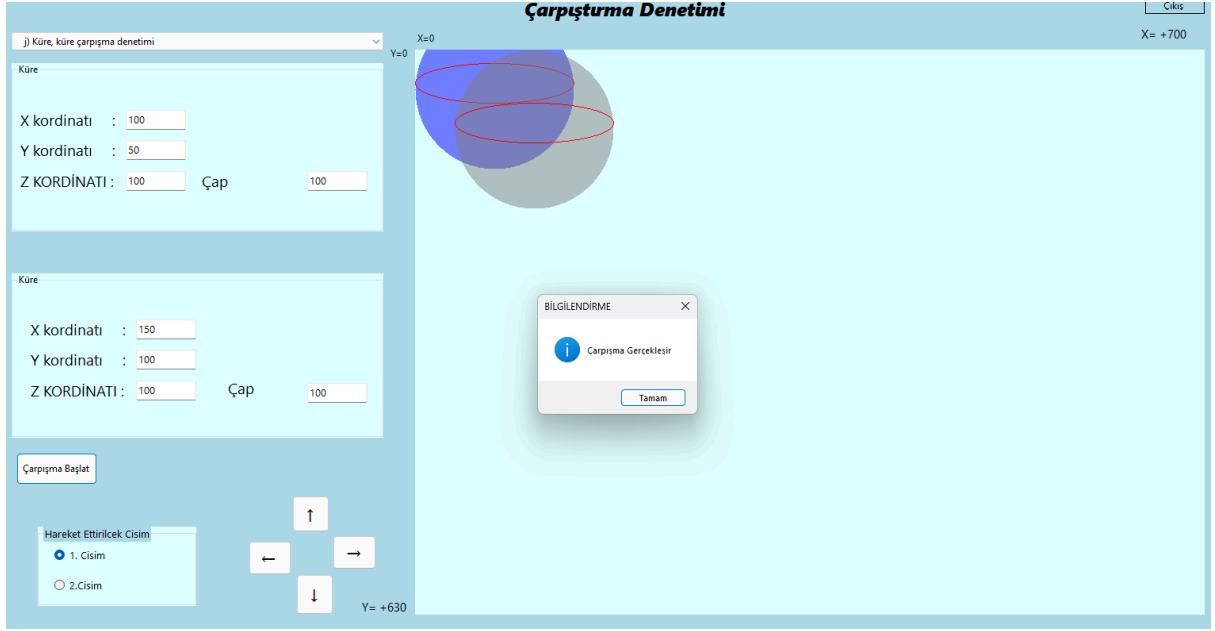 Çarpıştırma Denetimi
Çıkış
j) Küre, küre çarpışma denetimi
X=0
X= +700
Y=0
Küre
X kordinatı : 100
Y kordinatı : 50
Z KORDİNATI : 100 Çap 100
Küre
X kordinatı : 150
Y kordinatı : 100
Z KORDİNATI : 100 Çap 100
BİLGİLENDİRME
Çarpışma Gerçekleşir
Tamam
Çarpışma Başlat
Hareket Ettirilcek Cisim
1. Cisim
2.Cisim
↑
←
→
↓
Y= +630